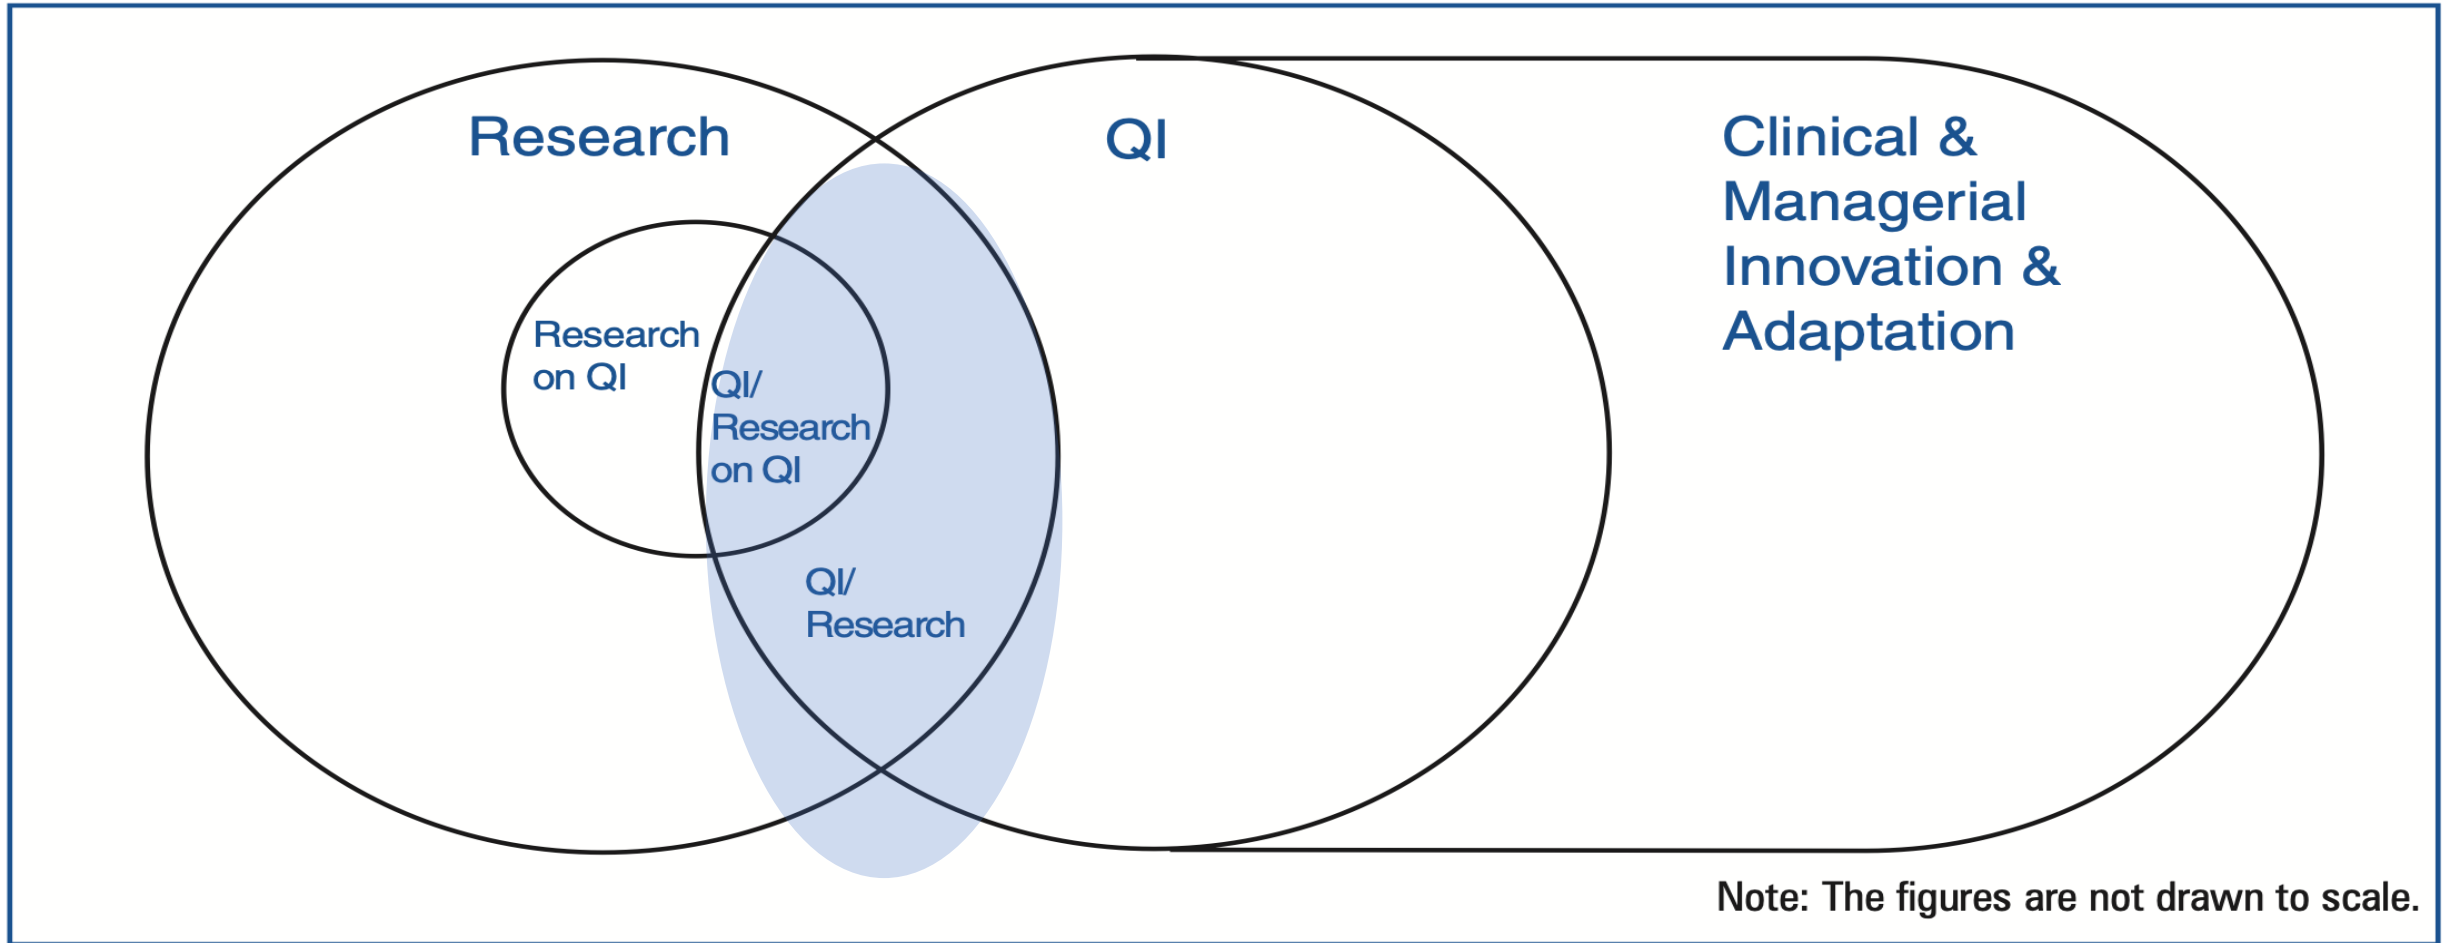 Research
QI
Clinical &
Managerial
Innovation &
Adaptation
Research
on QI
QI/
Research
on QI
QI/
Research
Note: The figures are not drawn to scale.